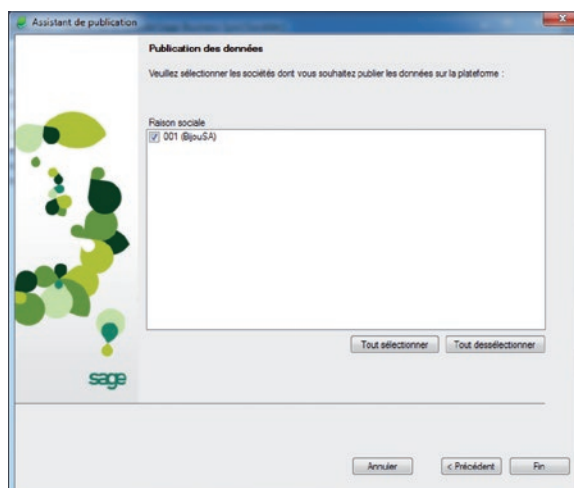 Assistant de publication
Publication des données
Veuillez sélectionner les sociétés dont vous souhaitez publier les données sur la plateforme :
Raison sociale
001 (BijouSA)
Tout sélectionner
Tout dessélectionner
sage
Annuler
< Précédent
Fin